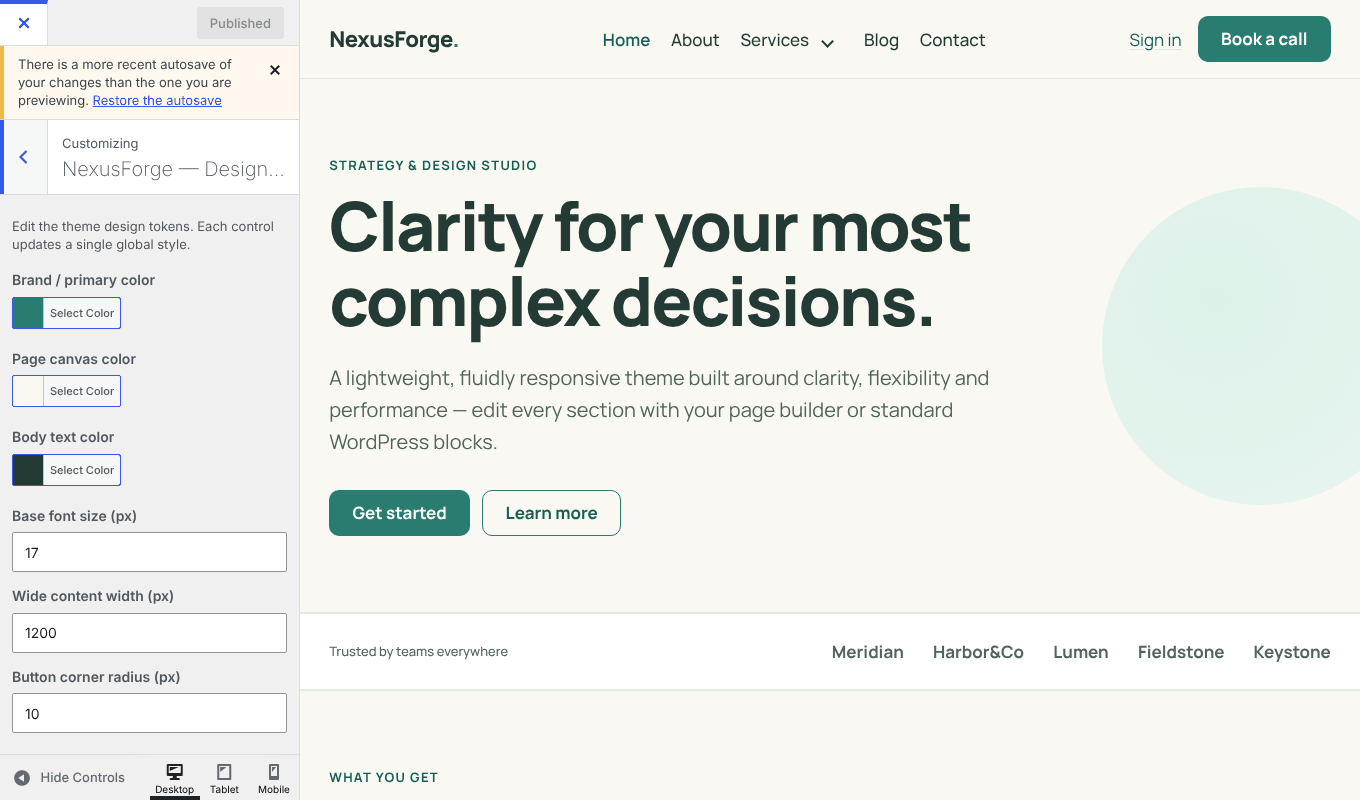 Published
There is a more recent autosave of
your changes than the one you are
previewing. Restore the autosave
Customizing
NexusForge — Design...
Edit the theme design tokens. Each control
updates a single global style.
Brand / primary color
Select Color
Page canvas color
Select Color
Body text color
Select Color
Base font size (px)
17
Wide content width (px)
1200
Button corner radius (px)
10
Hide Controls
Desktop
Tablet
Mobile
NexusForge.
Home
About
Services
Blog
Contact
Sign in
Book a call
STRATEGY & DESIGN STUDIO
Clarity for your most
complex decisions.
A lightweight, fluidly responsive theme built around clarity, flexibility and
performance — edit every section with your page builder or standard
WordPress blocks.
Get started
Learn more
Trusted by teams everywhere
Meridian
Harbor&Co
Lumen
Fieldstone
Keystone
WHAT YOU GET